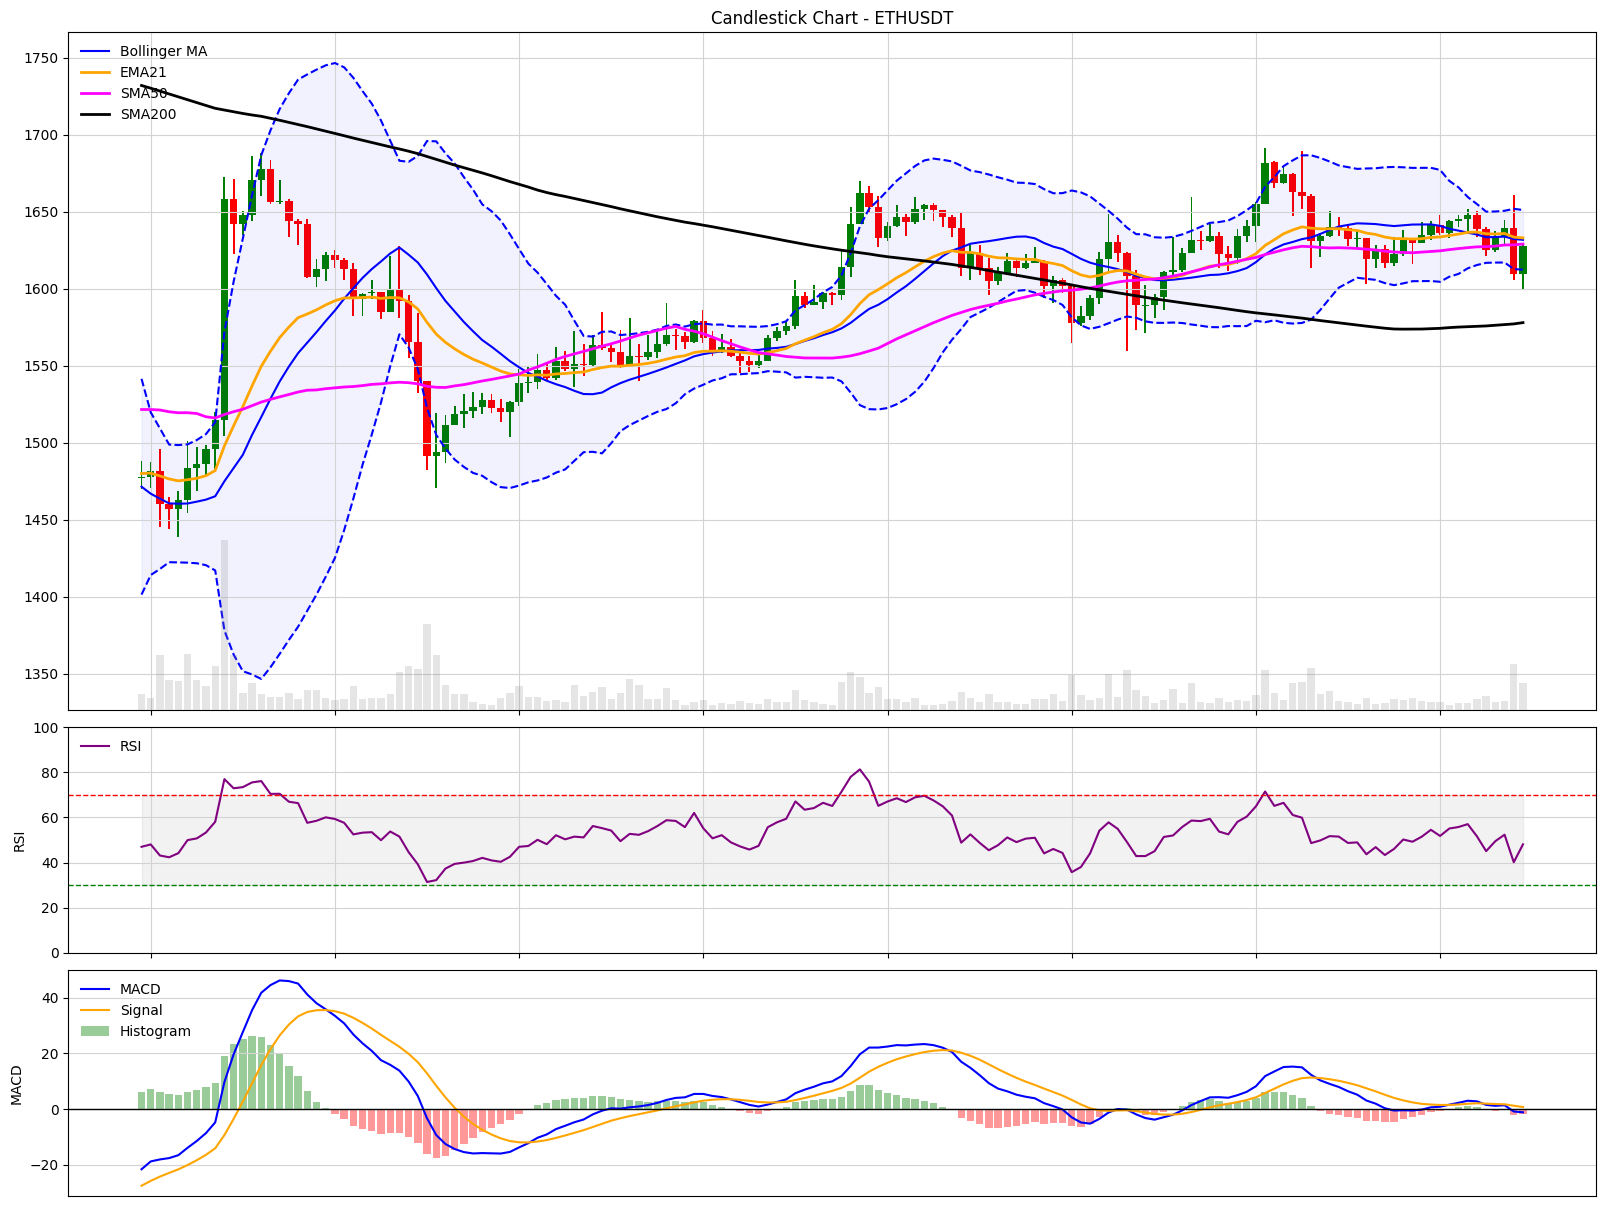 Candlestick Chart - ETHUSDT
Bollinger MA
EMA21
SMA50
SMA200
1750
1700
1650
1600
1550
1500
1450
1400
1350
RSI
RSI
100
80
60
40
20
0
MACD
Signal
Histogram
MACD
40
20
0
−20